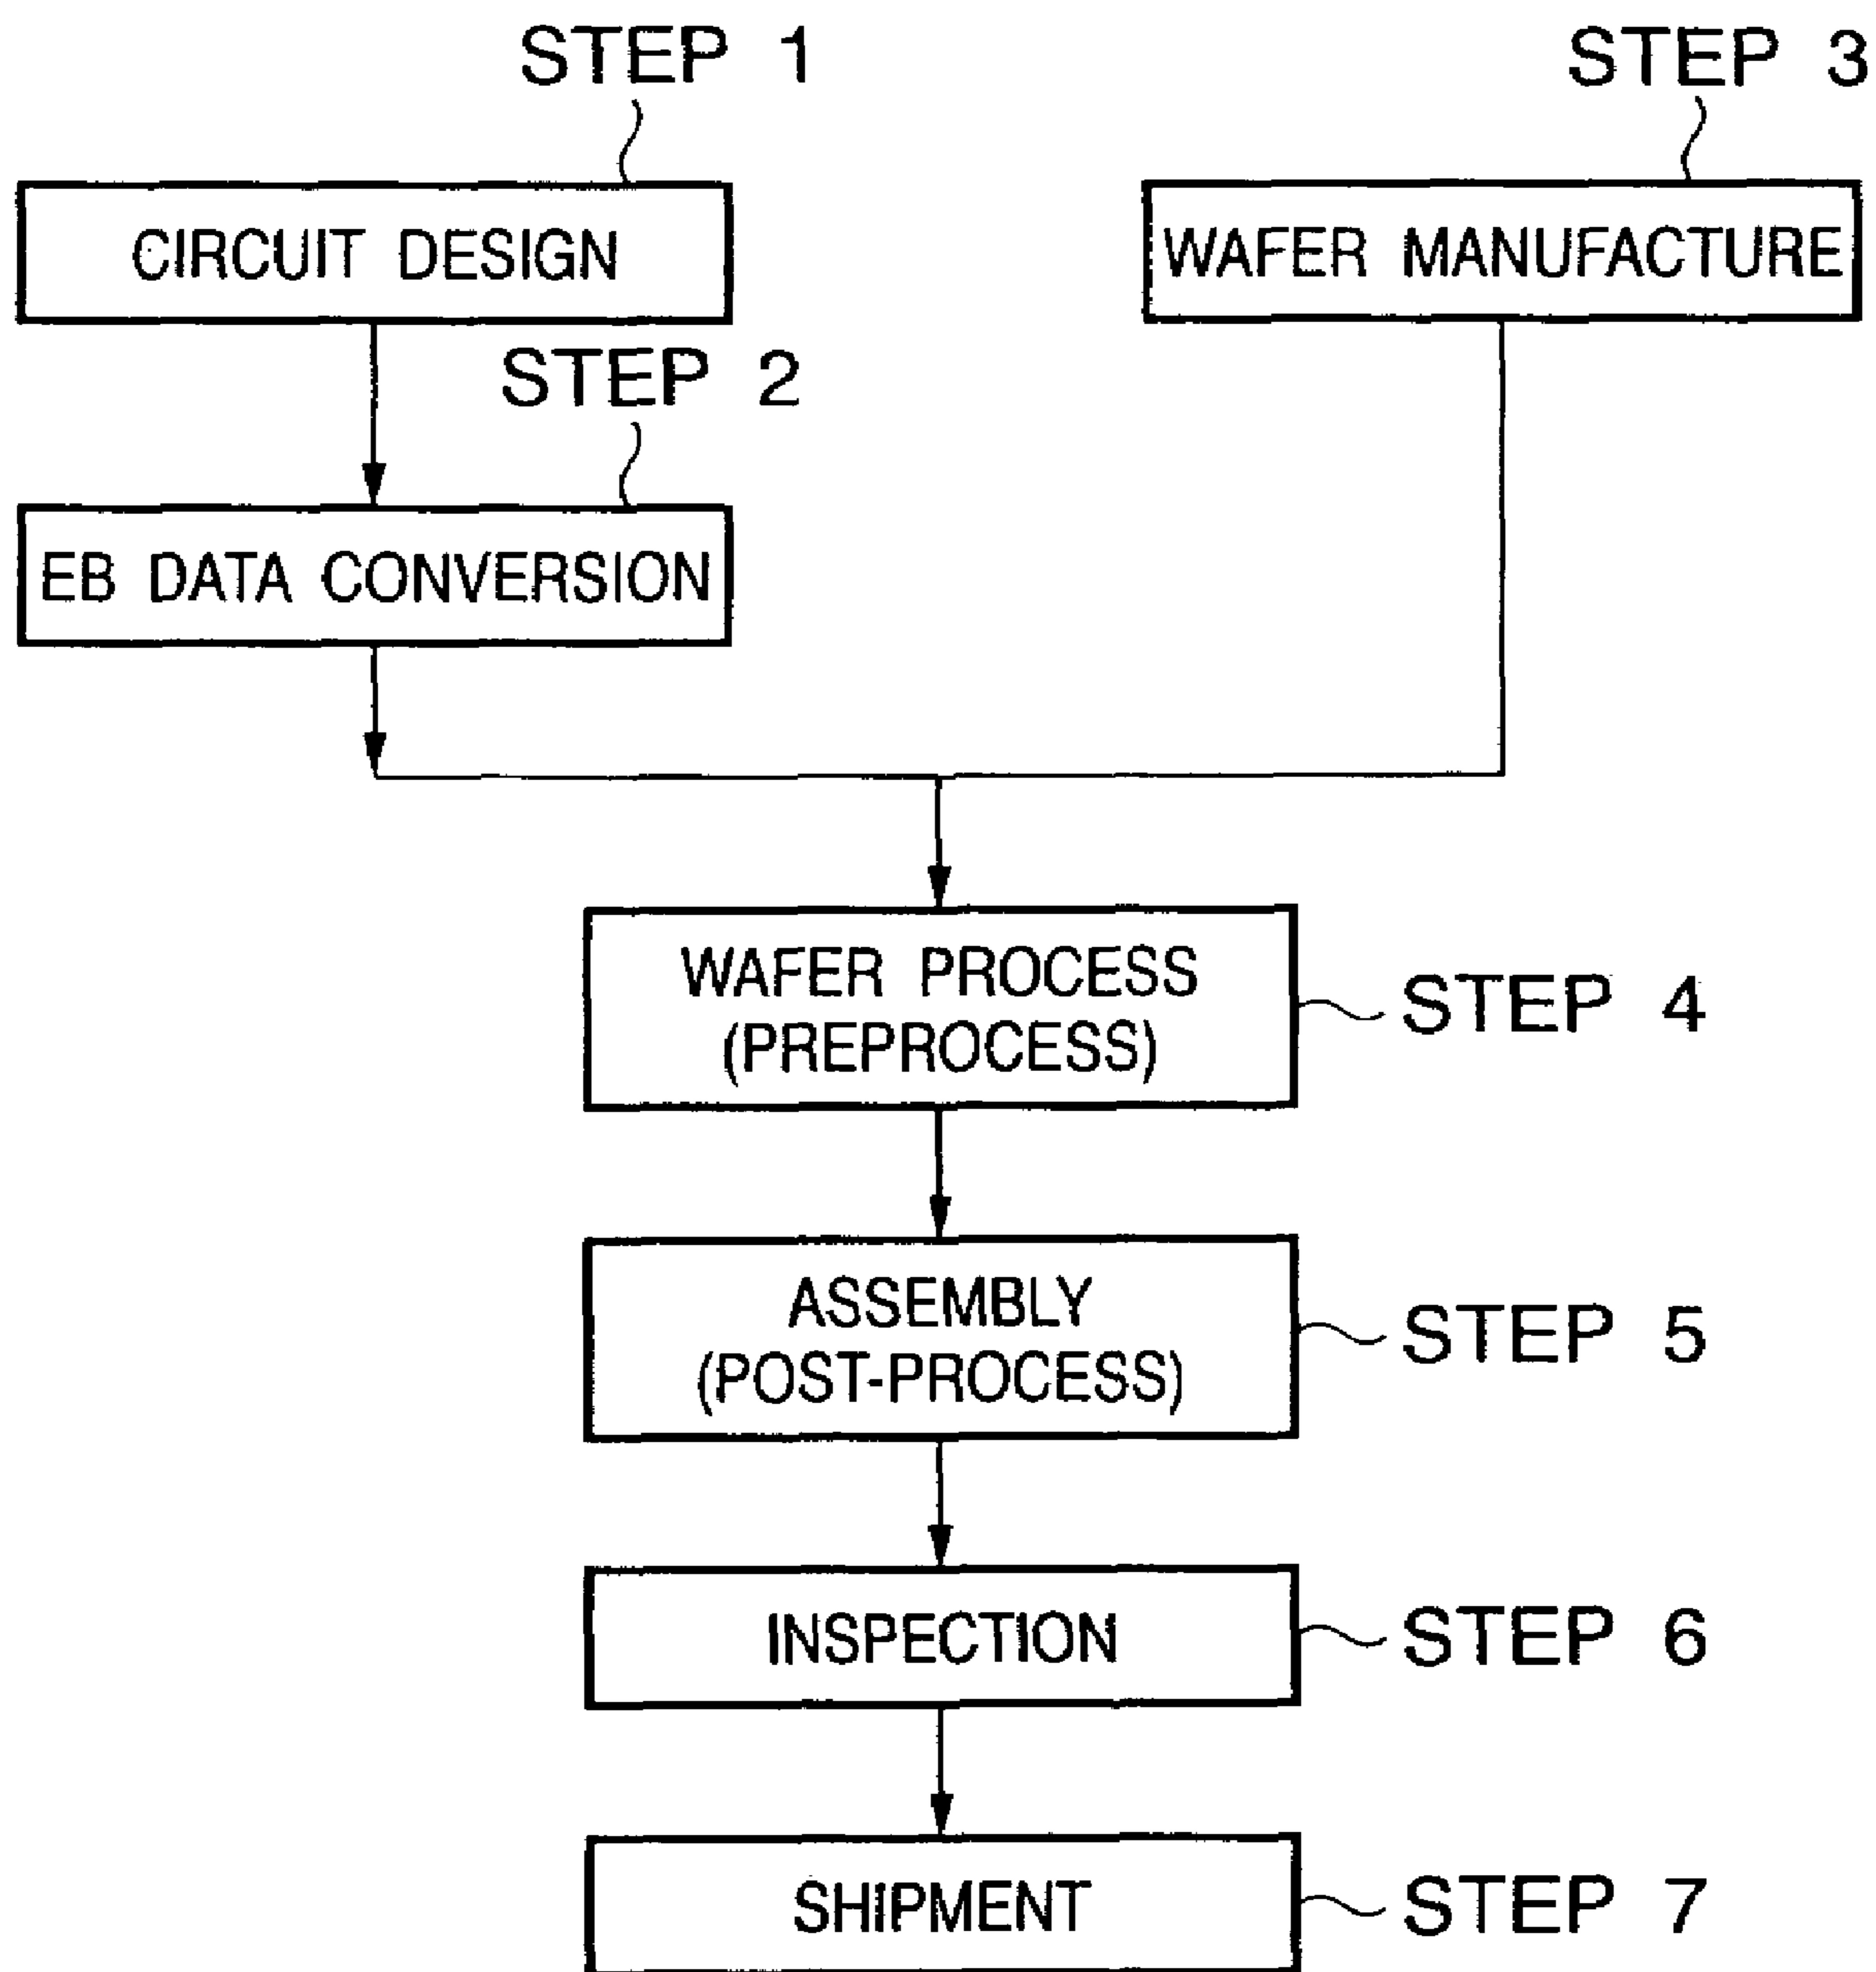 STEP 1
CIRCUIT DESIGN
STEP 2
EB DATA CONVERSION
STEP 3
WAFER MANUFACTURE
WAFER PROCESS
(PREPROCESS)
STEP 4
ASSEMBLY
(POST-PROCESS)
STEP 5
INSPECTION
STEP 6
SHIPMENT
STEP 7